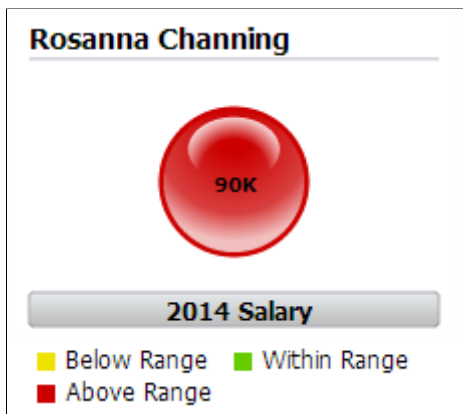 Rosanna Channing
90K
2014 Salary
Below Range Within Range
Above Range